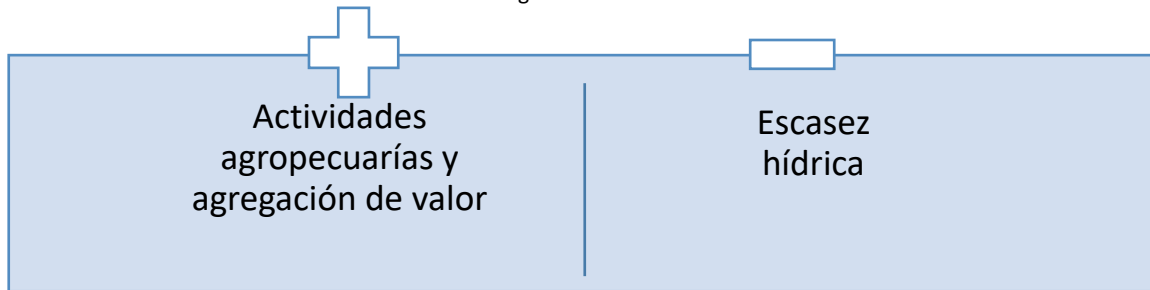 Actividades
agropecuarías y
agregación de valor
Escasez
hídrica